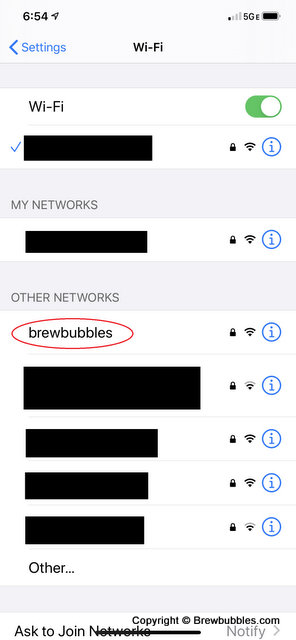 6:54 5GE
Settings Wi-Fi
Wi-Fi
MY NETWORKS
OTHER NETWORKS
brewbubbles
Other...
Copyright © Brewbubbles.com
Ask to Join Networks Notify